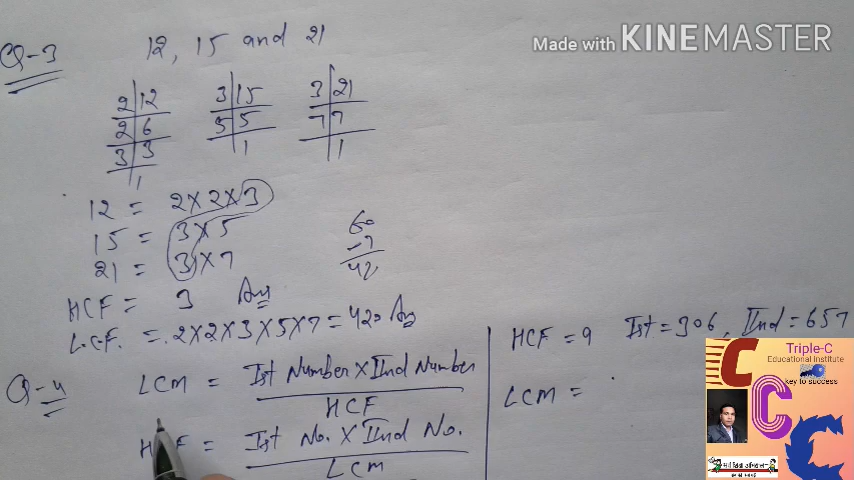 Made with KINEMASTER
Q-3 12, 15 and 21
2 12 3 15 3 21
2 6 5 5 7 7
3 3 1 1
1
12 = 2×2×3
15 = 3×5
21 = 3×7
60
×7
42
HCF = 3 Ans
L.C.F. = 2×2×3×5×7 = 420 Ans
Q-4 LCM = Ist Number × IInd Number
HCF
HCF = Ist No. × IInd No.
LCM
HCF = 9 Ist = 306, IInd = 657
LCM =
Triple-C
Educational Institute
key to success
C
C
C